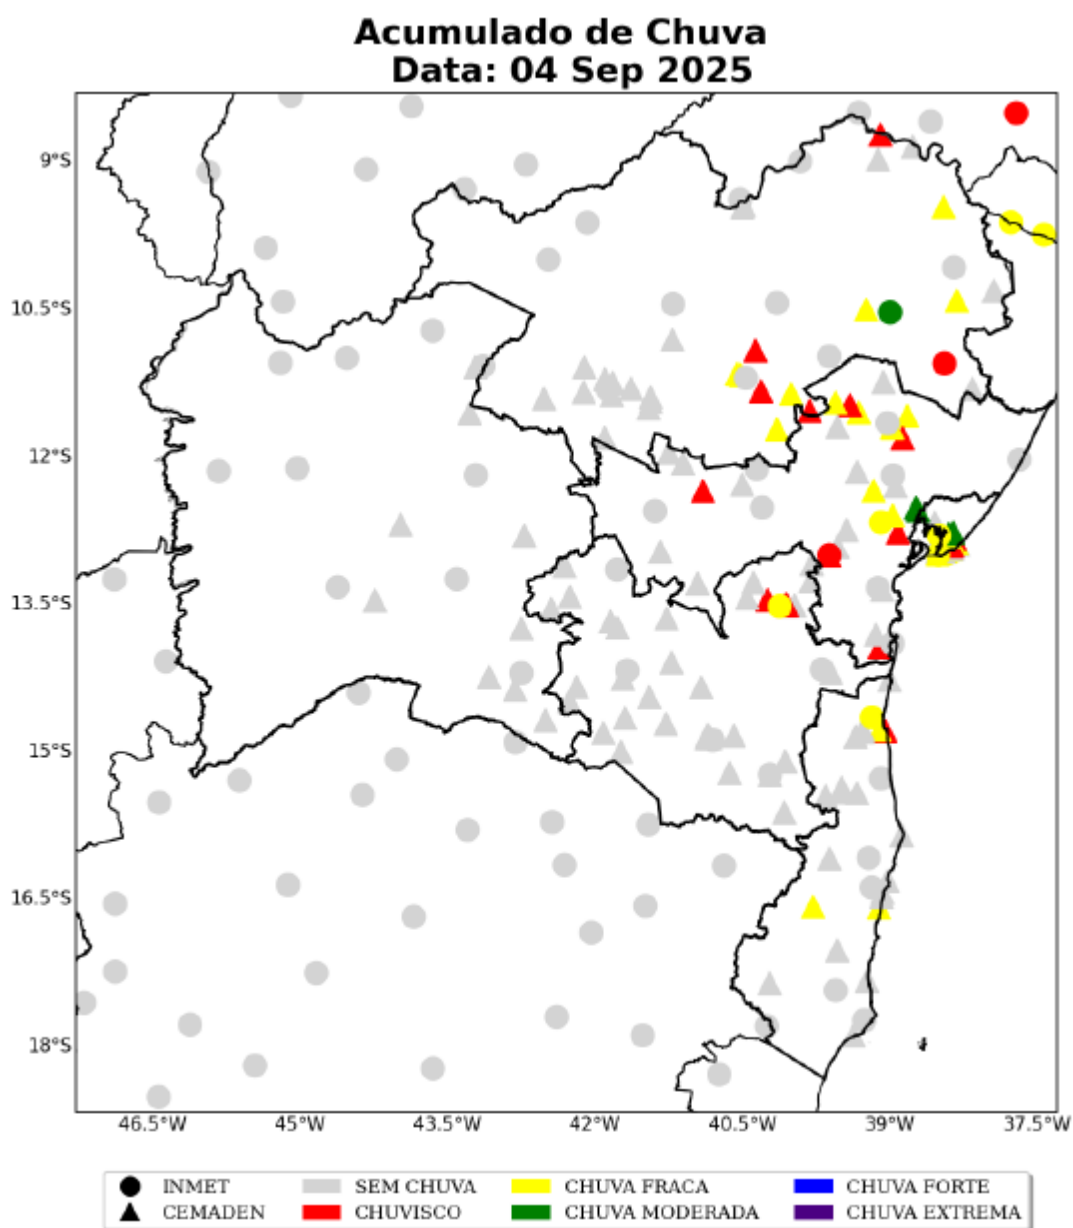 Acumulado de Chuva
Data: 04 Sep 2025
9°S
10.5°S
12°S
13.5°S
15°S
16.5°S
18°S
46.5°W 45°W 43.5°W 42°W 40.5°W 39°W 37.5°W
INMET SEM CHUVA CHUVA FRACA CHUVA FORTE
CEMADEN CHUVISCO CHUVA MODERADA CHUVA EXTREMA